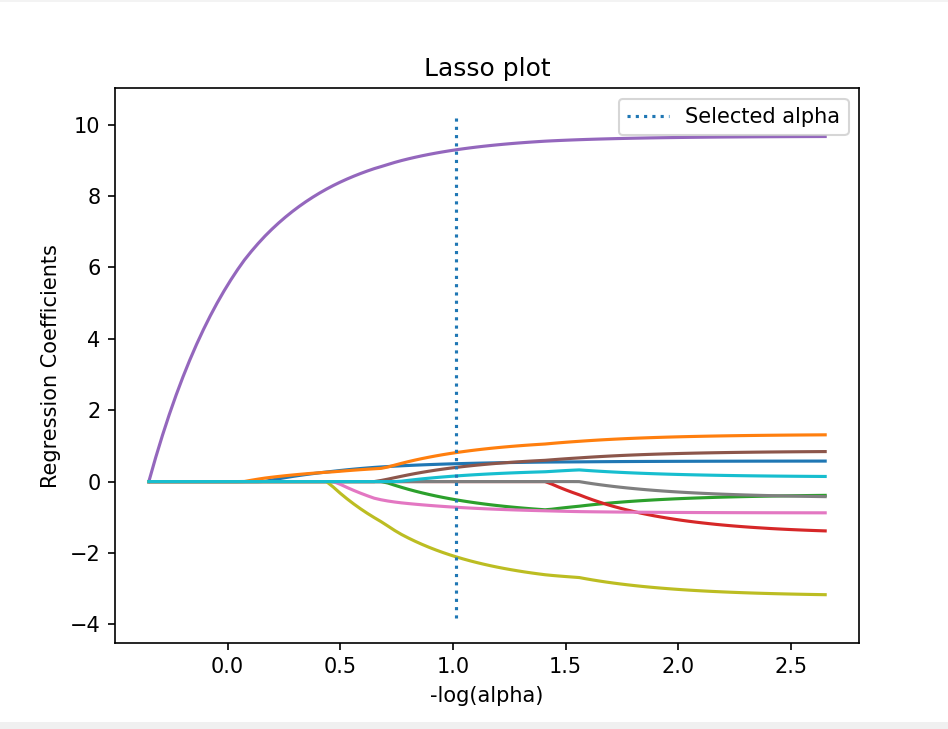 Lasso plot
Selected alpha
10
8
6
4
2
0
−2
−4
Regression Coefficients
0.0 0.5 1.0 1.5 2.0 2.5
-log(alpha)